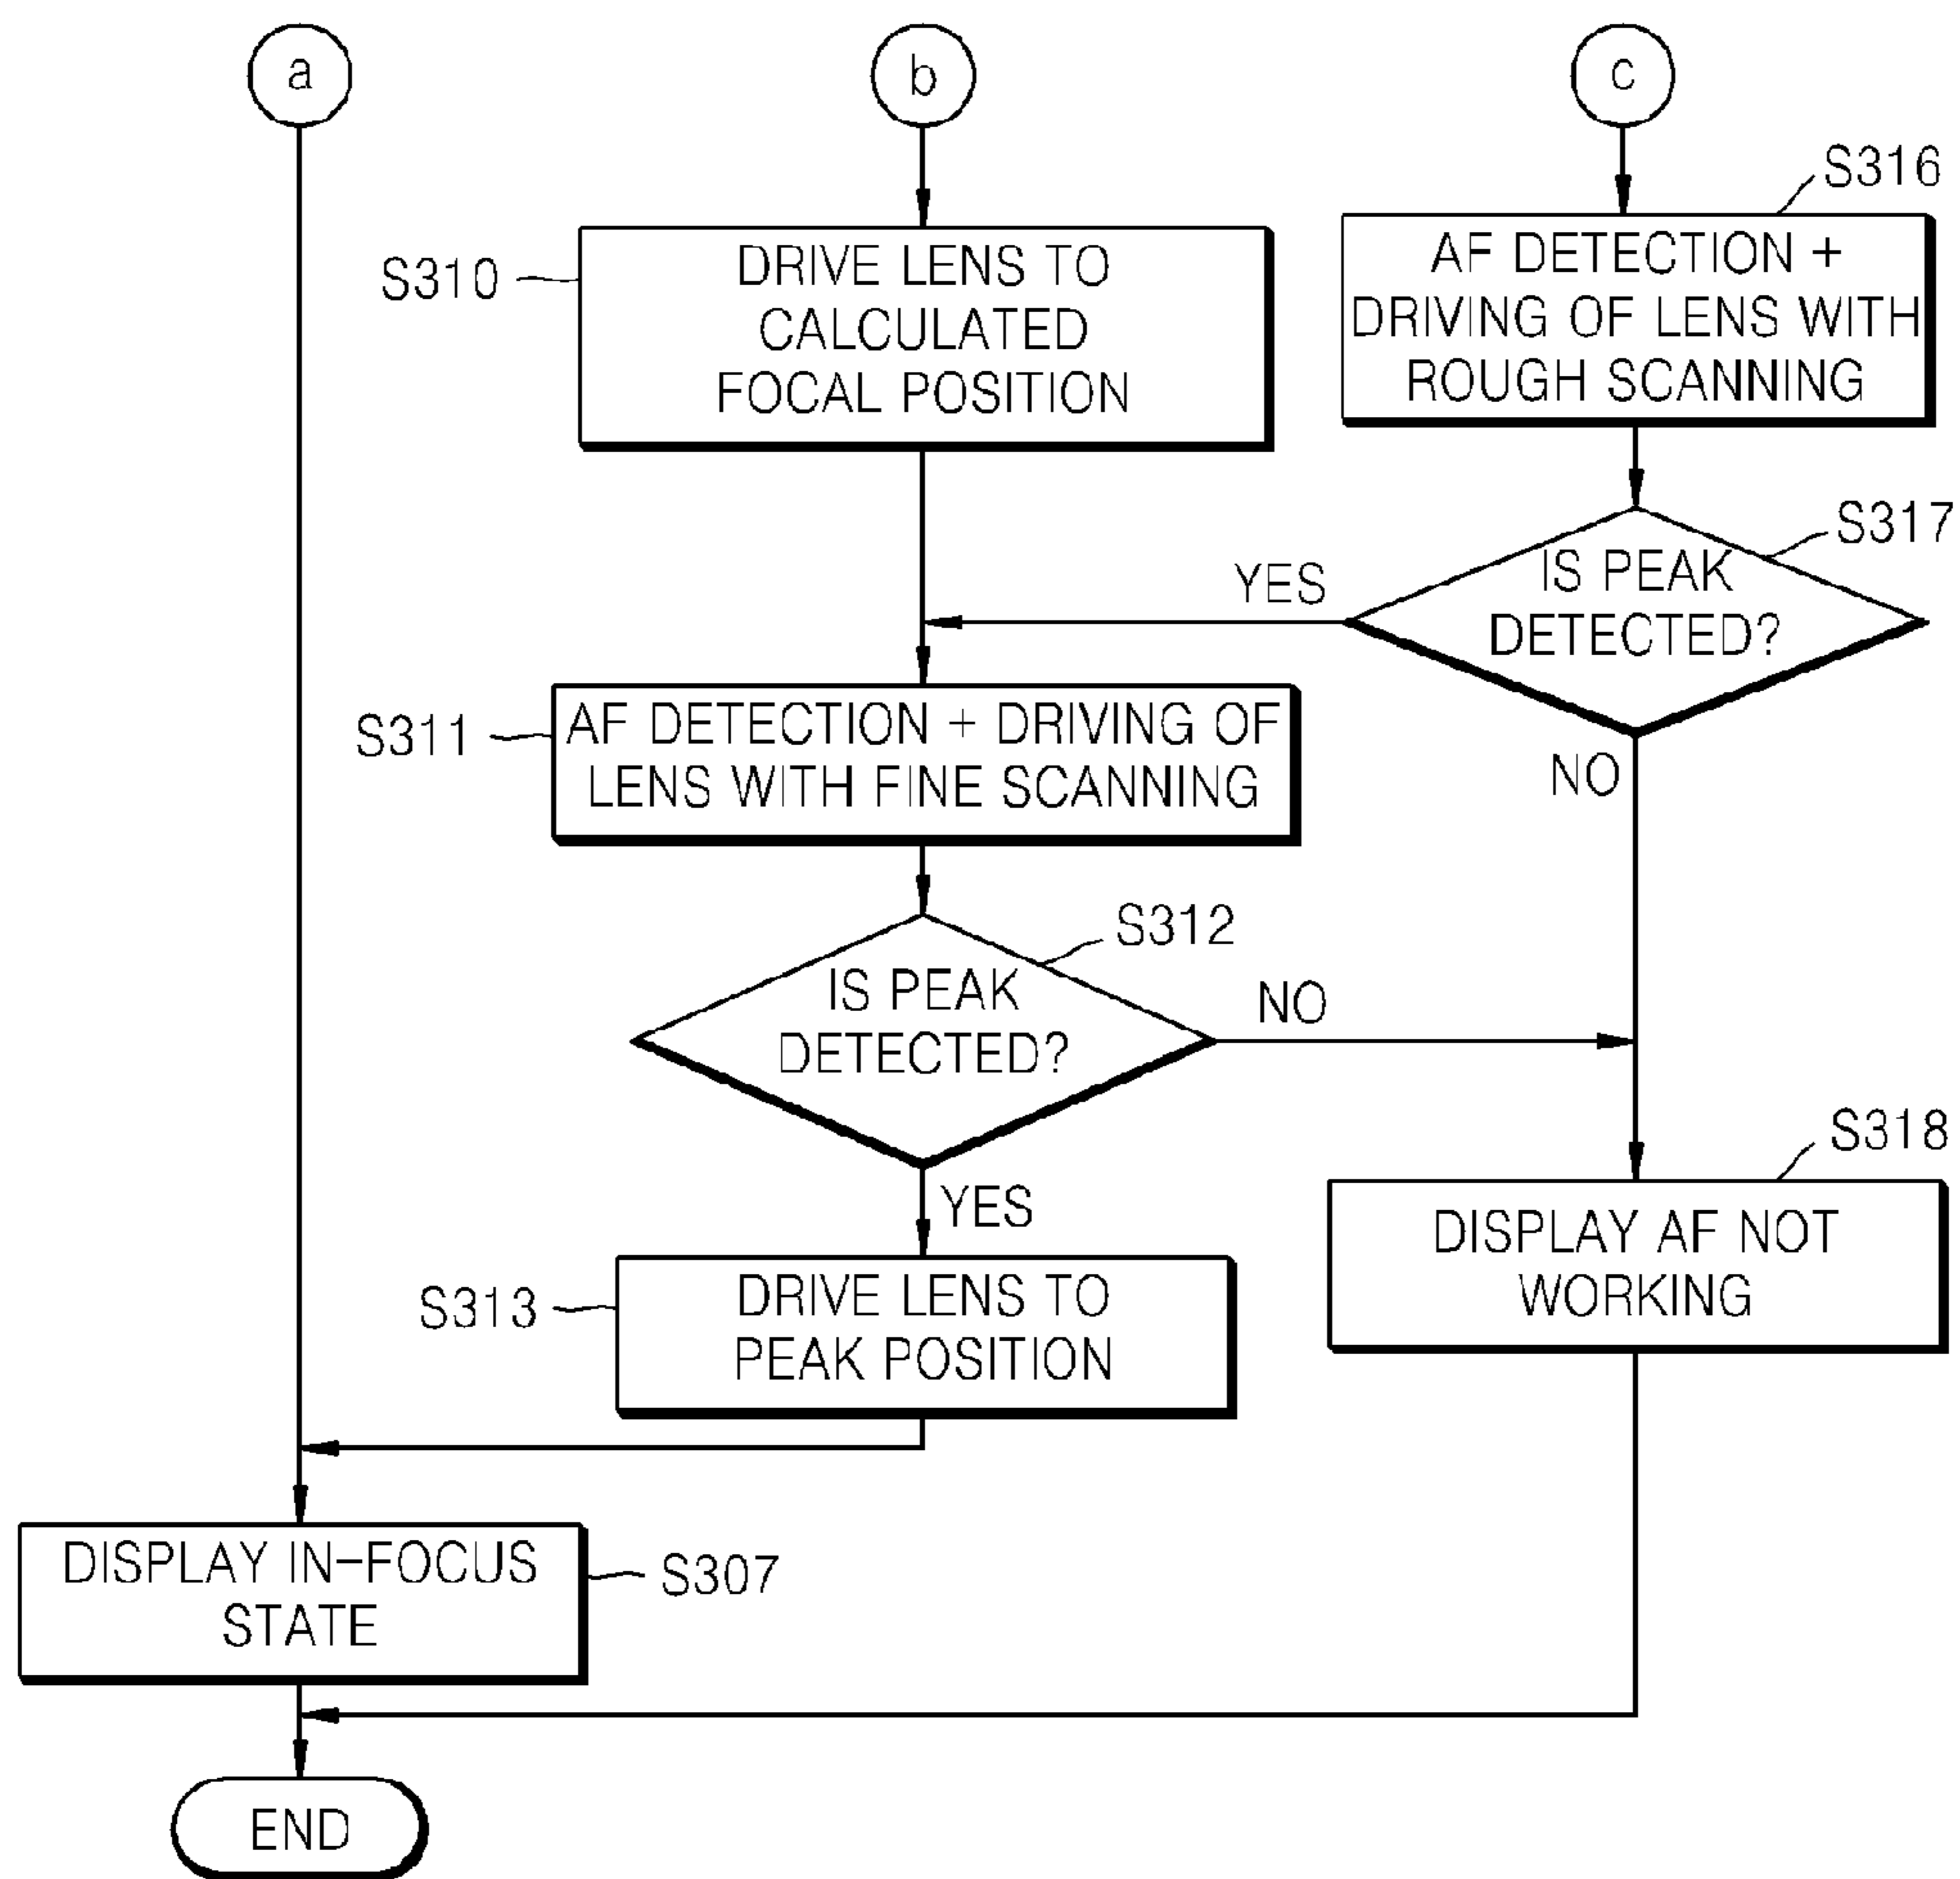 a
b
c
S316
S310
DRIVE LENS TO
CALCULATED
FOCAL POSITION
AF DETECTION +
DRIVING OF LENS WITH
ROUGH SCANNING
S317
IS PEAK
DETECTED?
YES
NO
S311
AF DETECTION + DRIVING OF
LENS WITH FINE SCANNING
S312
IS PEAK
DETECTED?
NO
YES
S318
DISPLAY AF NOT
WORKING
S313
DRIVE LENS TO
PEAK POSITION
DISPLAY IN-FOCUS
STATE
S307
END